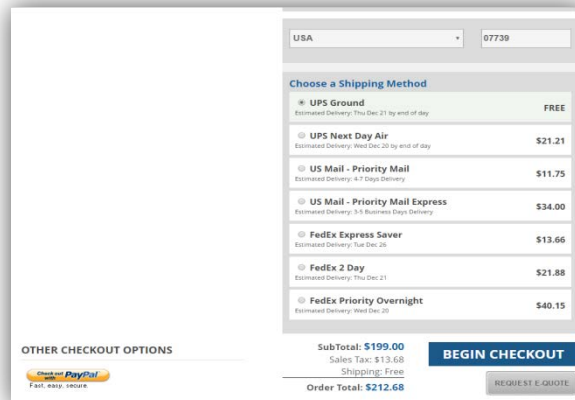 USA
07739
Choose a Shipping Method
UPS Ground
FREE
Estimated Delivery: Thu Dec 21 by end of day
UPS Next Day Air
$21.21
Estimated Delivery: Wed Dec 20 by end of day
US Mail - Priority Mail
$11.75
Estimated Delivery: 4-7 Days Delivery
US Mail - Priority Mail Express
$34.00
Estimated Delivery: 3-5 Business Days Delivery
FedEx Express Saver
$13.66
Estimated Delivery: Tue Dec 26
FedEx 2 Day
$21.88
Estimated Delivery: Thu Dec 21
FedEx Priority Overnight
$40.15
Estimated Delivery: Wed Dec 20
OTHER CHECKOUT OPTIONS
Check out with PayPal
Fast, easy, secure.
SubTotal: $199.00
Sales Tax: $13.68
Shipping: Free
Order Total: $212.68
BEGIN CHECKOUT
REQUEST E-QUOTE